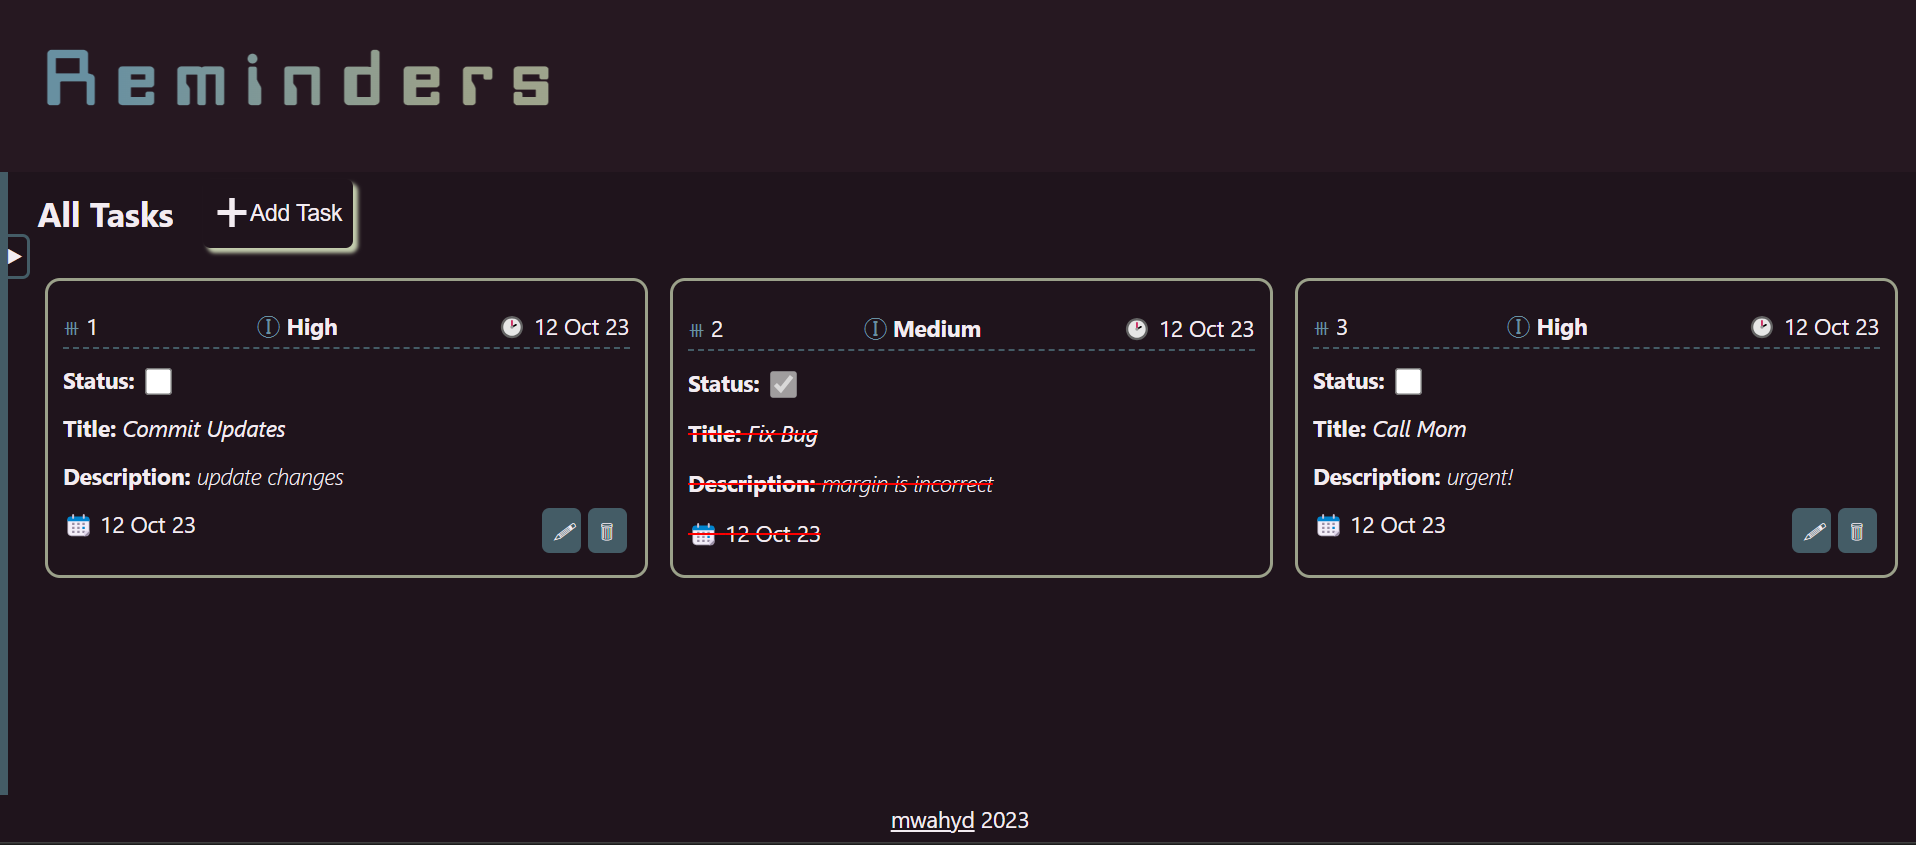 Reminders
All Tasks
Add Task
# 1 High 12 Oct 23
Status:
Title: Commit Updates
Description: update changes
12 Oct 23
# 2 Medium 12 Oct 23
Status:
Title: Fix Bug
Description: margin is incorrect
12 Oct 23
# 3 High 12 Oct 23
Status:
Title: Call Mom
Description: urgent!
12 Oct 23
mwahyd 2023